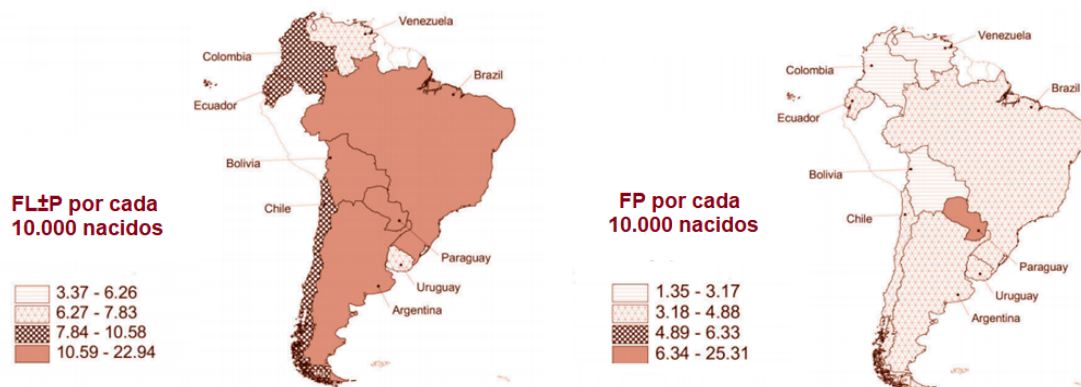 Venezuela
Colombia
Brazil
Ecuador
Bolivia
Chile
Paraguay
Uruguay
Argentina
FL±P por cada
10.000 nacidos
3.37 - 6.26
6.27 - 7.83
7.84 - 10.58
10.59 - 22.94
Venezuela
Colombia
Brazil
Ecuador
Bolivia
Chile
Paraguay
Uruguay
Argentina
FP por cada
10.000 nacidos
1.35 - 3.17
3.18 - 4.88
4.89 - 6.33
6.34 - 25.31